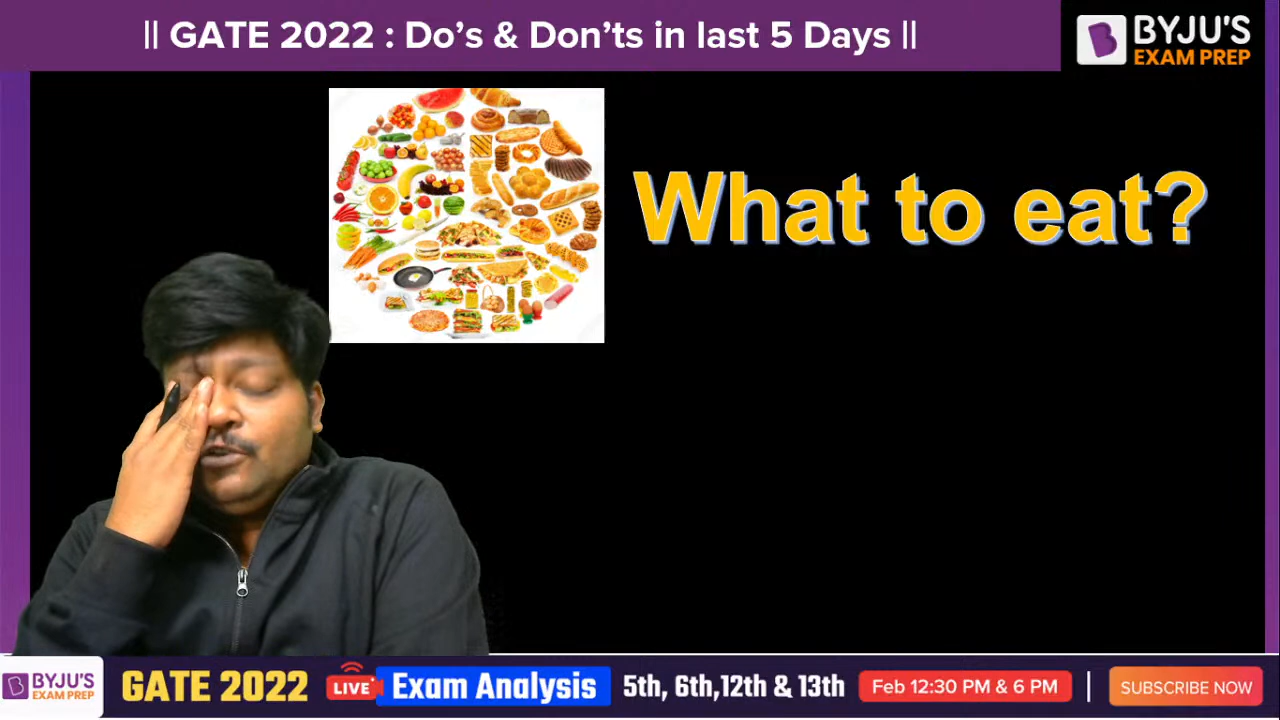 || GATE 2022 : Do's & Don'ts in last 5 Days ||
BYJU'S
EXAM PREP
What to eat?
BYJU'S
EXAM PREP
GATE 2022
LIVE
Exam Analysis
5th, 6th,12th & 13th
Feb 12:30 PM & 6 PM
SUBSCRIBE NOW